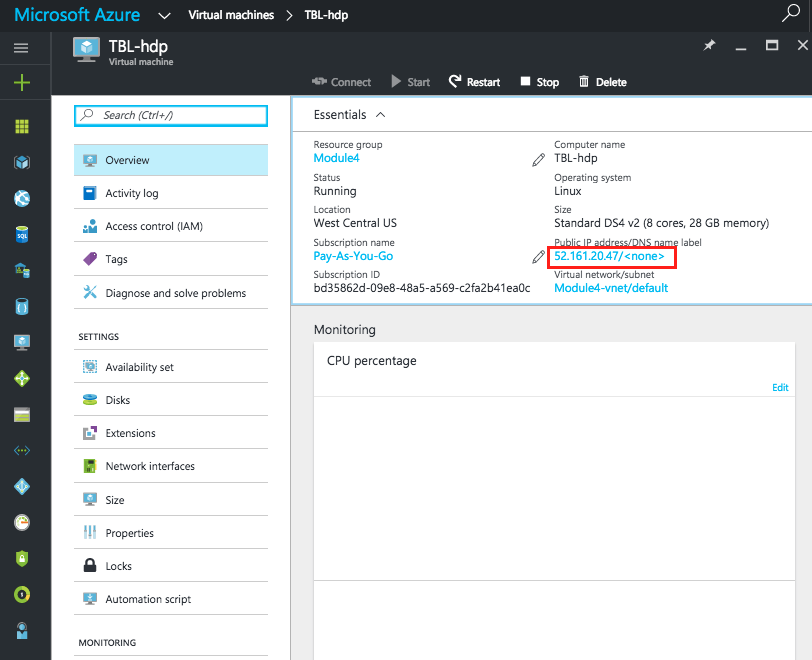 Microsoft Azure Virtual machines TBL-hdp
TBL-hdp
Virtual machine
Connect Start Restart Stop Delete
Search (Ctrl+/)
Overview
Activity log
Access control (IAM)
Tags
Diagnose and solve problems
SETTINGS
Availability set
Disks
Extensions
Network interfaces
Size
Properties
Locks
Automation script
MONITORING
Essentials
Resource group
Module4
Status
Running
Location
West Central US
Subscription name
Pay-As-You-Go
Subscription ID
bd35862d-09e8-48a5-a569-c2fa2b41ea0c
Computer name
TBL-hdp
Operating system
Linux
Size
Standard DS4 v2 (8 cores, 28 GB memory)
Public IP address/DNS name label
52.161.20.47/<none>
Virtual network/subnet
Module4-vnet/default
Monitoring
CPU percentage
Edit
SQL